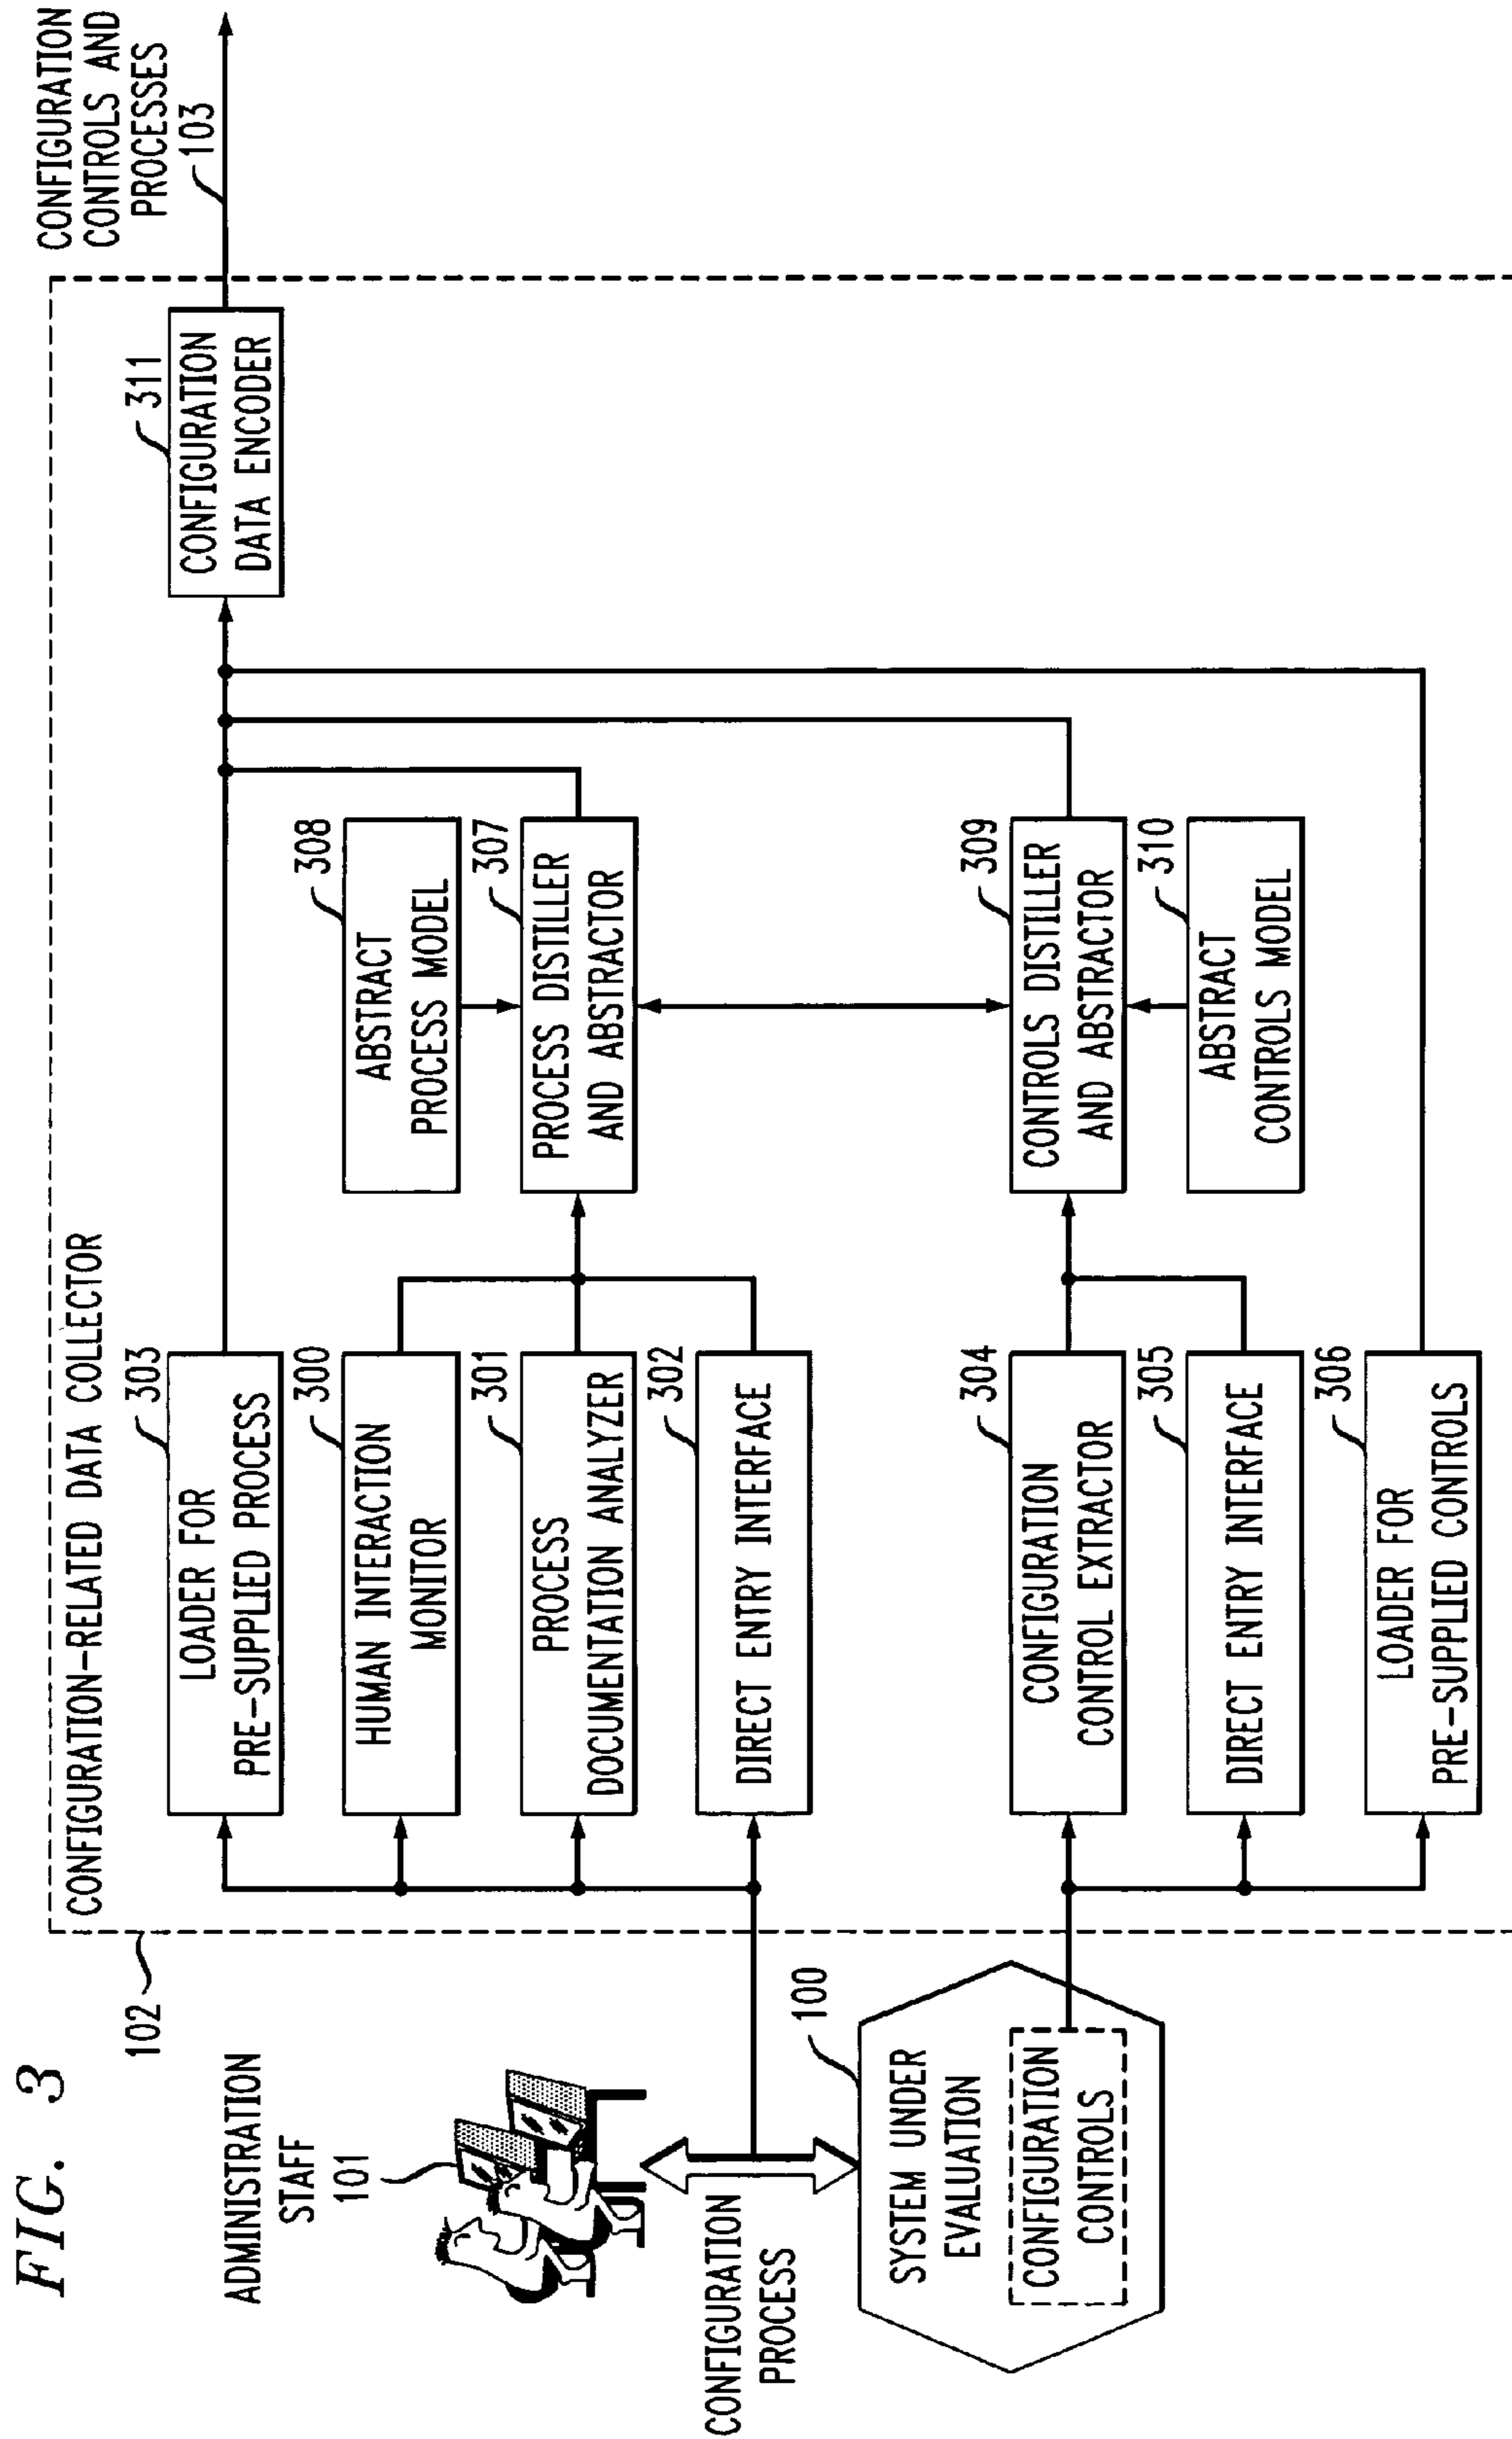 FIG. 3
ADMINISTRATION
STAFF
101
CONFIGURATION
PROCESS
100
SYSTEM UNDER
EVALUATION
CONFIGURATION
CONTROLS
102
CONFIGURATION-RELATED DATA COLLECTOR
303
LOADER FOR
PRE-SUPPLIED PROCESS
300
HUMAN INTERACTION
MONITOR
301
PROCESS
DOCUMENTATION ANALYZER
302
DIRECT ENTRY INTERFACE
304
CONFIGURATION
CONTROL EXTRACTOR
305
DIRECT ENTRY INTERFACE
306
LOADER FOR
PRE-SUPPLIED CONTROLS
308
ABSTRACT
PROCESS MODEL
307
PROCESS DISTILLER
AND ABSTRACTOR
309
CONTROLS DISTILLER
AND ABSTRACTOR
310
ABSTRACT
CONTROLS MODEL
311
CONFIGURATION
DATA ENCODER
CONFIGURATION
CONTROLS AND
PROCESSES
103